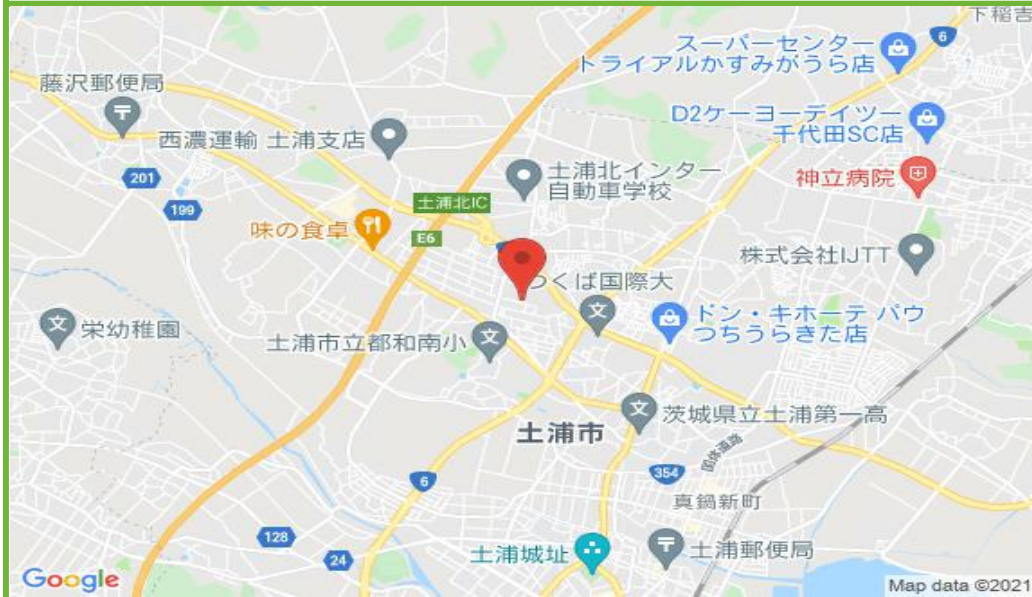 下稲吉
6
スーパーセンター
トライアルかすみがうら店
藤沢郵便局
D2ケーヨーデイツー
千代田SC店
西濃運輸 土浦支店
土浦北インター
自動車学校
神立病院
201
199
土浦北IC
味の食卓
E6
株式会社IJTT
つくば国際大
ドン・キホーテ パウ
つちうらきた店
栄幼稚園
土浦市立都和南小
茨城県立土浦第一高
土浦市
国体道路
354
6
真鍋新町
128
24
土浦城址
土浦郵便局
Google
Map data ©2021